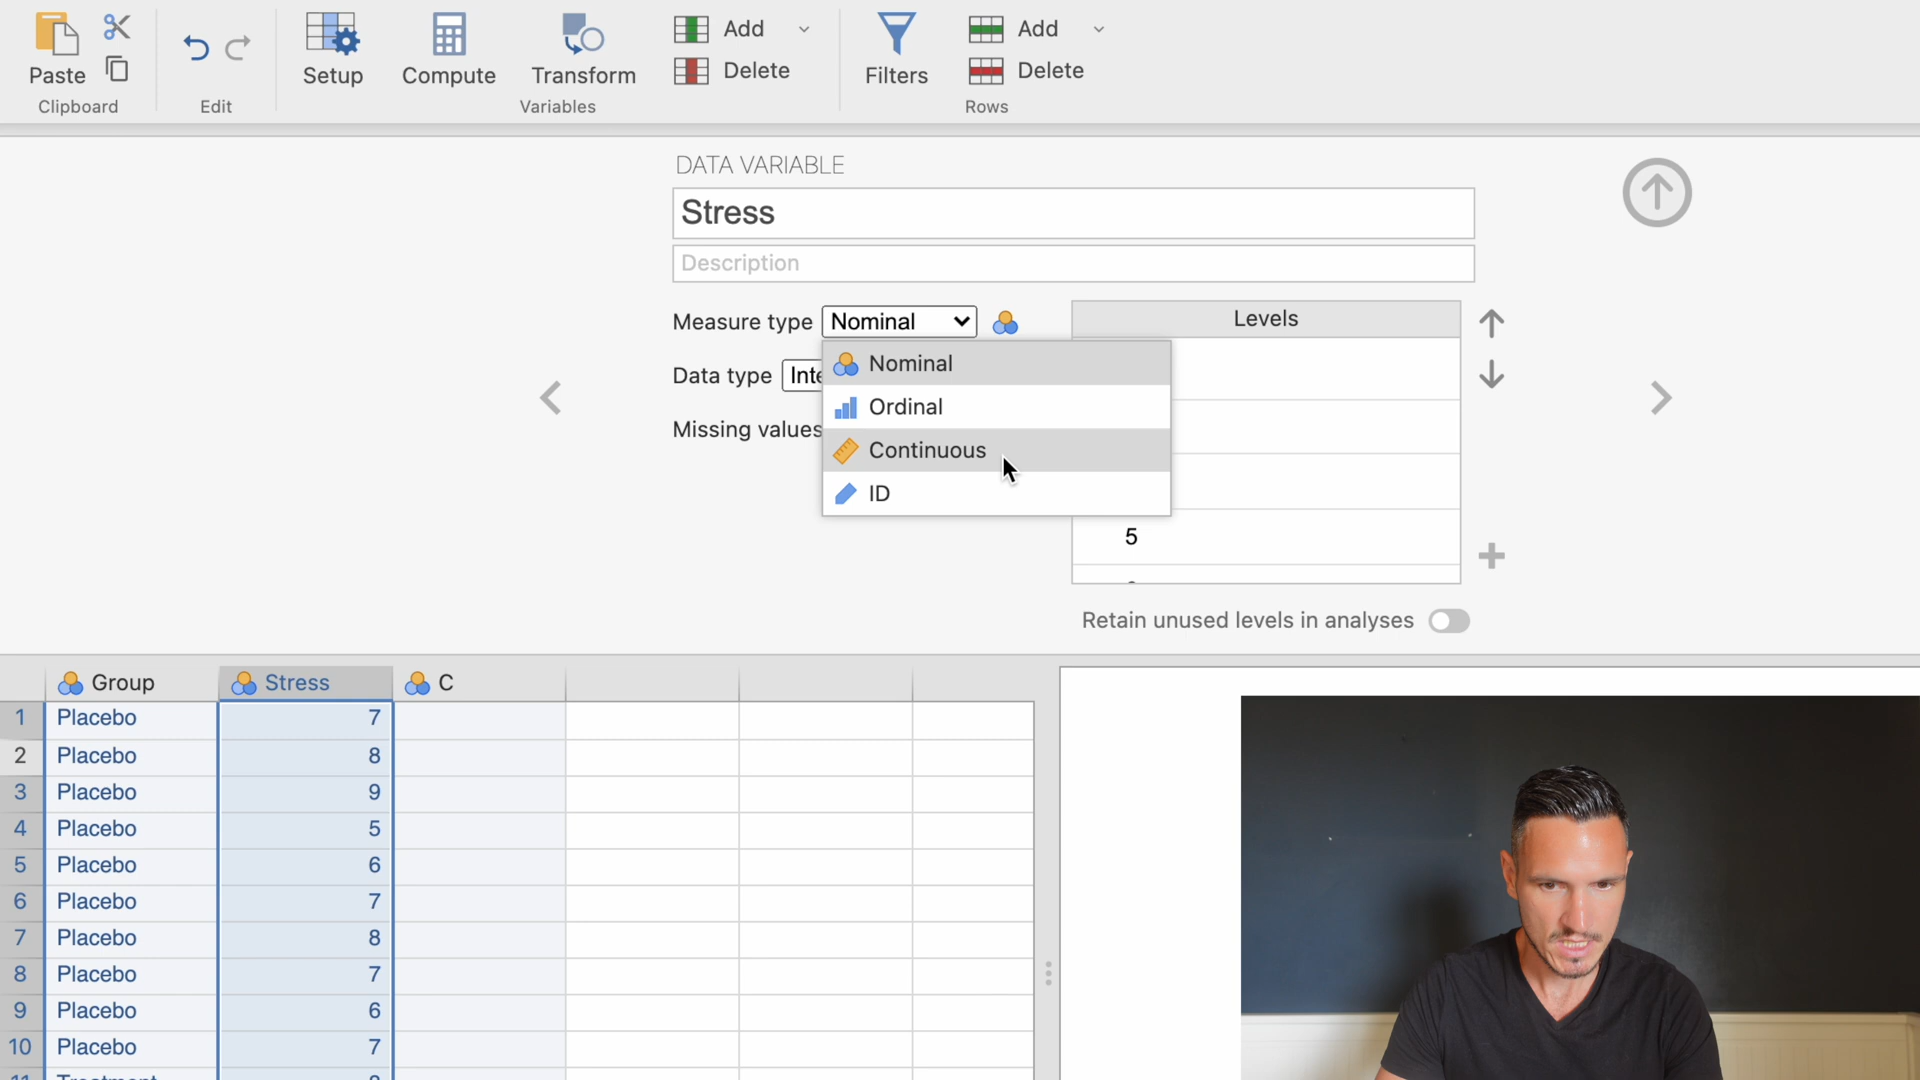 Paste
Clipboard
Edit
Setup
Compute
Transform
Variables
Add
Delete
Filters
Add
Delete
Rows
DATA VARIABLE
Stress
Description
Measure type Nominal
Nominal
Ordinal
Continuous
ID
Data type
Missing values
Levels
5
Retain unused levels in analyses
Group Stress C
1 Placebo 7
2 Placebo 8
3 Placebo 9
4 Placebo 5
5 Placebo 6
6 Placebo 7
7 Placebo 8
8 Placebo 7
9 Placebo 6
10 Placebo 7